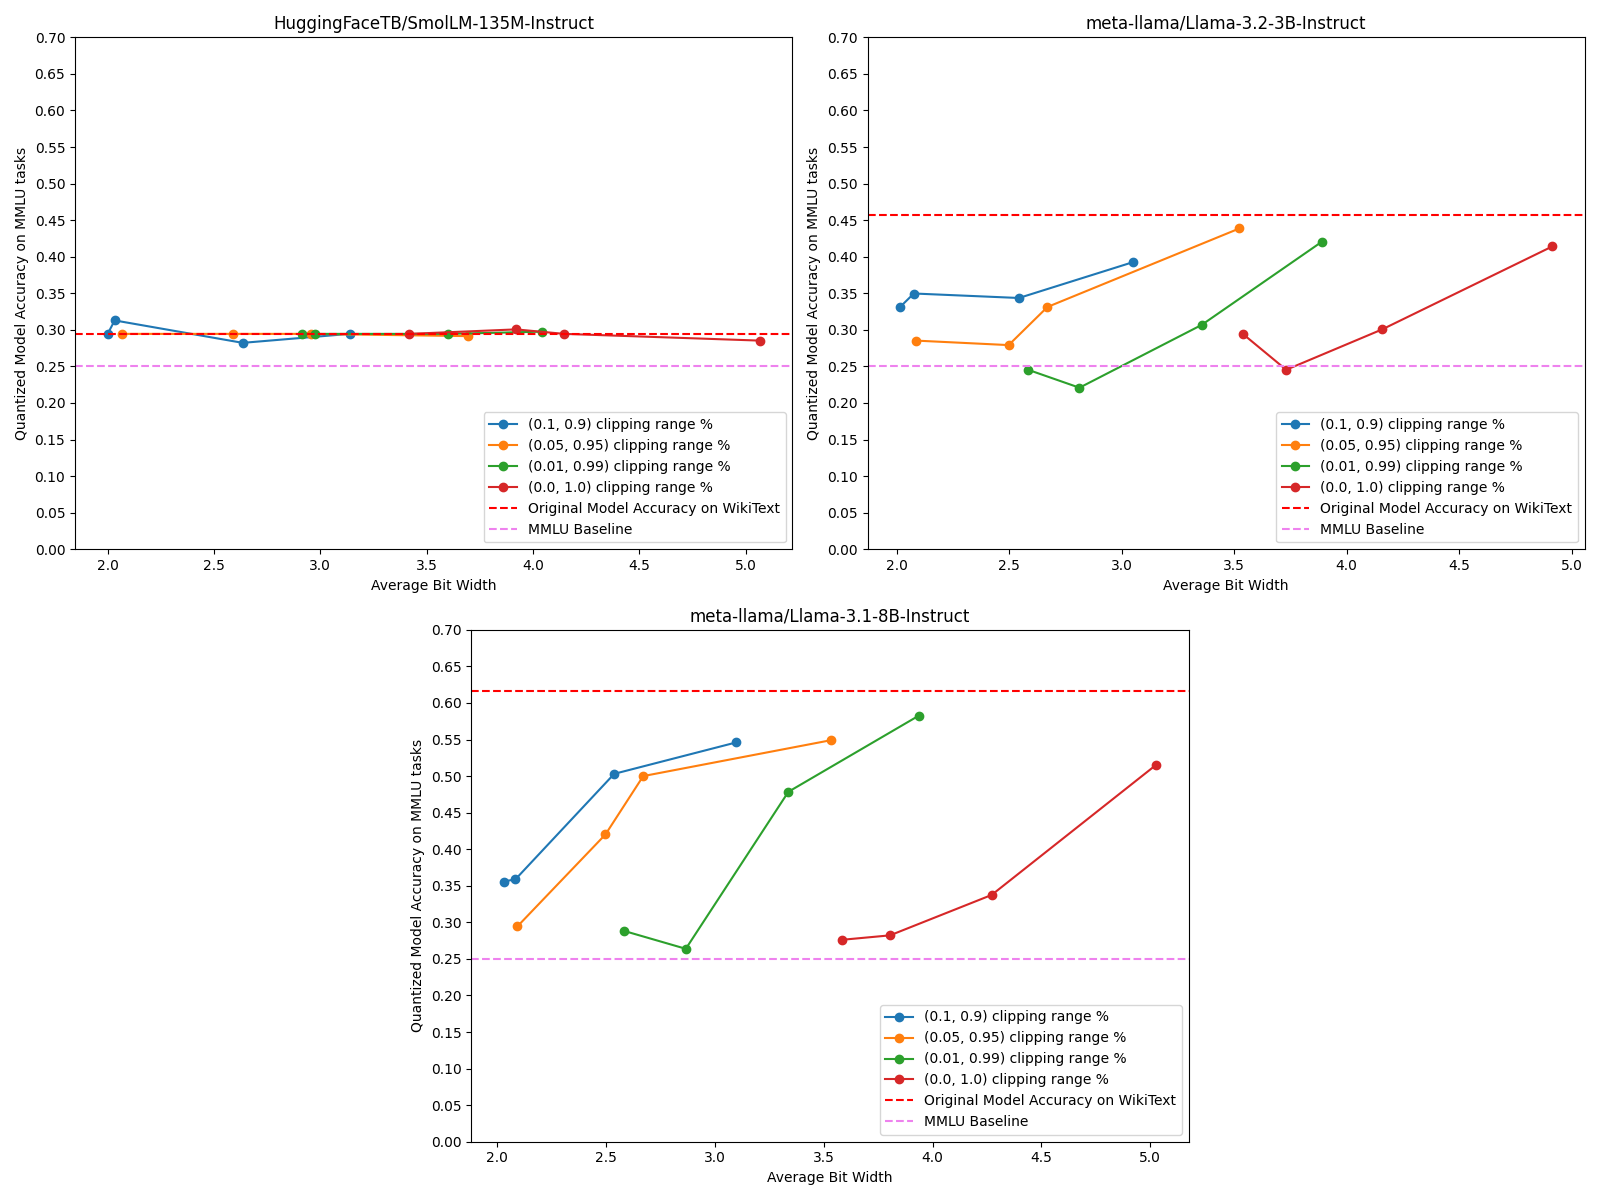 HuggingFaceTB/SmolLM-135M-Instruct
Quantized Model Accuracy on MMLU tasks
0.70
0.65
0.60
0.55
0.50
0.45
0.40
0.35
0.30
0.25
0.20
0.15
0.10
0.05
0.00
2.0 2.5 3.0 3.5 4.0 4.5 5.0
Average Bit Width
(0.1, 0.9) clipping range %
(0.05, 0.95) clipping range %
(0.01, 0.99) clipping range %
(0.0, 1.0) clipping range %
Original Model Accuracy on WikiText
MMLU Baseline
meta-llama/Llama-3.2-3B-Instruct
Quantized Model Accuracy on MMLU tasks
0.70
0.65
0.60
0.55
0.50
0.45
0.40
0.35
0.30
0.25
0.20
0.15
0.10
0.05
0.00
2.0 2.5 3.0 3.5 4.0 4.5 5.0
Average Bit Width
(0.1, 0.9) clipping range %
(0.05, 0.95) clipping range %
(0.01, 0.99) clipping range %
(0.0, 1.0) clipping range %
Original Model Accuracy on WikiText
MMLU Baseline
meta-llama/Llama-3.1-8B-Instruct
Quantized Model Accuracy on MMLU tasks
0.70
0.65
0.60
0.55
0.50
0.45
0.40
0.35
0.30
0.25
0.20
0.15
0.10
0.05
0.00
2.0 2.5 3.0 3.5 4.0 4.5 5.0
Average Bit Width
(0.1, 0.9) clipping range %
(0.05, 0.95) clipping range %
(0.01, 0.99) clipping range %
(0.0, 1.0) clipping range %
Original Model Accuracy on WikiText
MMLU Baseline